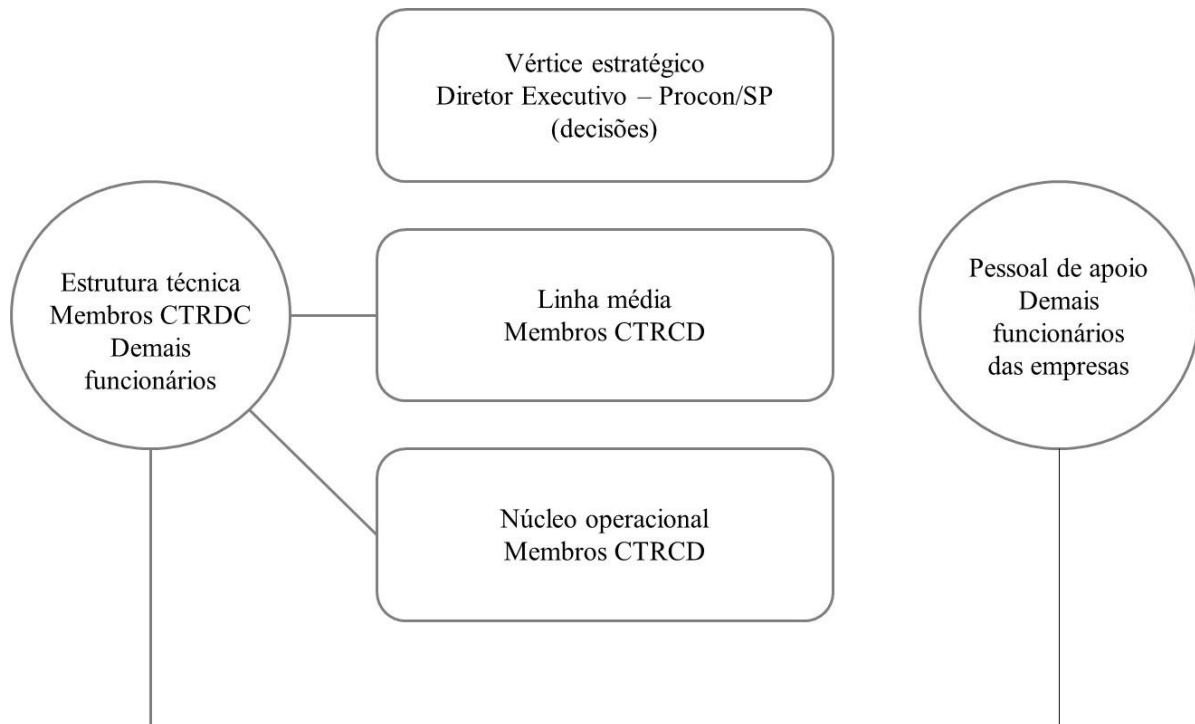 Vértice estratégico
Diretor Executivo – Procon/SP
(decisões)
Estrutura técnica
Membros CTRDC
Demais
funcionários
Linha média
Membros CTRCD
Pessoal de apoio
Demais
funcionários
das empresas
Núcleo operacional
Membros CTRCD